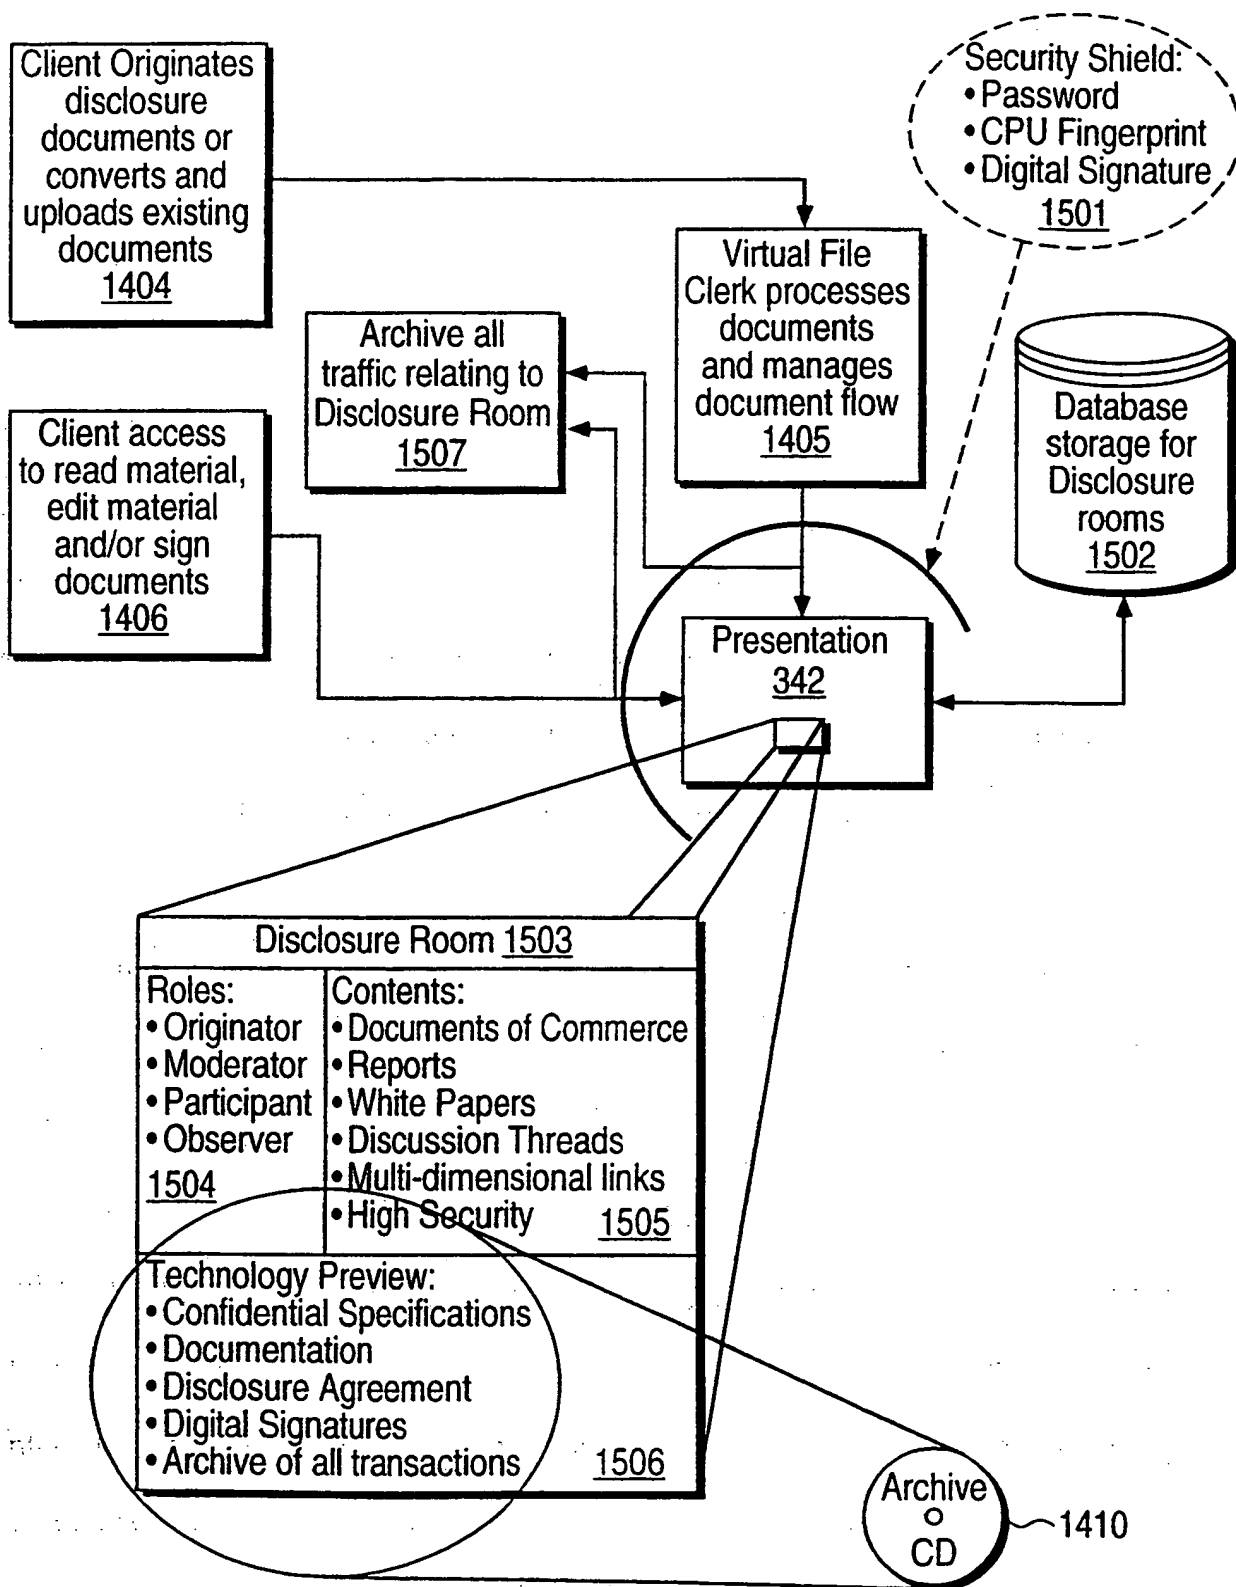 Client Originates
disclosure
documents or
converts and
uploads existing
documents
1404
Security Shield:
• Password
• CPU Fingerprint
• Digital Signature
1501
Virtual File
Clerk processes
documents
and manages
document flow
1405
Archive all
traffic relating to
Disclosure Room
1507
Database
storage for
Disclosure
rooms
1502
Client access
to read material,
edit material
and/or sign
documents
1406
Presentation
342
Disclosure Room 1503
Roles:
• Originator
• Moderator
• Participant
• Observer
1504
Contents:
• Documents of Commerce
• Reports
• White Papers
• Discussion Threads
• Multi-dimensional links
• High Security 1505
Technology Preview:
• Confidential Specifications
• Documentation
• Disclosure Agreement
• Digital Signatures
• Archive of all transactions 1506
Archive
CD
1410